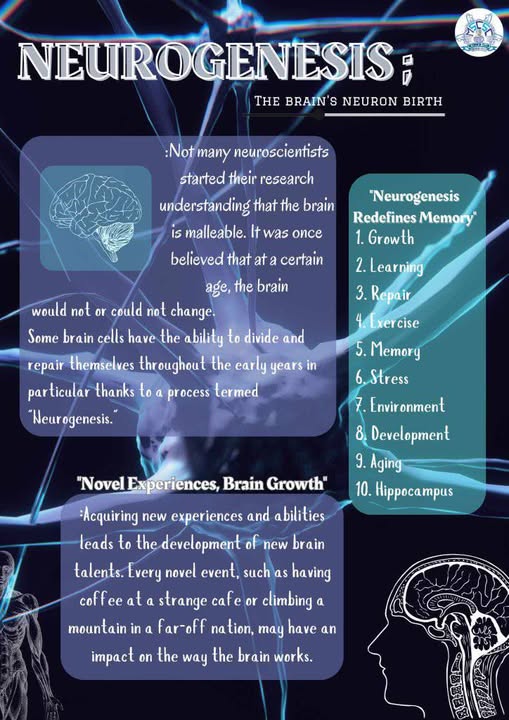 NEUROGENESIS ;
THE BRAIN'S NEURON BIRTH
:Not many neuroscientists
started their research
understanding that the brain
is malleable. It was once
believed that at a certain
age, the brain
would not or could not change.
Some brain cells have the ability to divide and
repair themselves throughout the early years in
particular thanks to a process termed
"Neurogenesis."
"Neurogenesis
Redefines Memory"
1. Growth
2. Learning
3. Repair
4. Exercise
5. Memory
6. Stress
7. Environment
8. Development
9. Aging
10. Hippocampus
"Novel Experiences, Brain Growth"
:Acquiring new experiences and abilities
leads to the development of new brain
talents. Every novel event, such as having
coffee at a strange cafe or climbing a
mountain in a far-off nation, may have an
impact on the way the brain works.